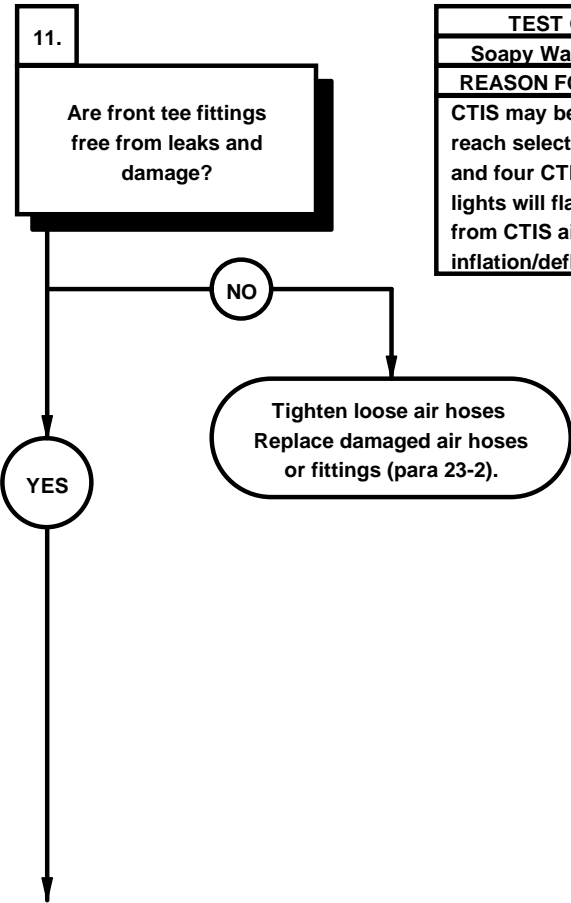 11.
Are front tee fittings
free from leaks and
damage?
NO
Tighten loose air hoses
Replace damaged air hoses
or fittings (para 23-2).
YES
TEST
Soapy Wa
REASON FO
CTIS may be
reach select
and four CTI
lights will fla
from CTIS ai
inflation/def